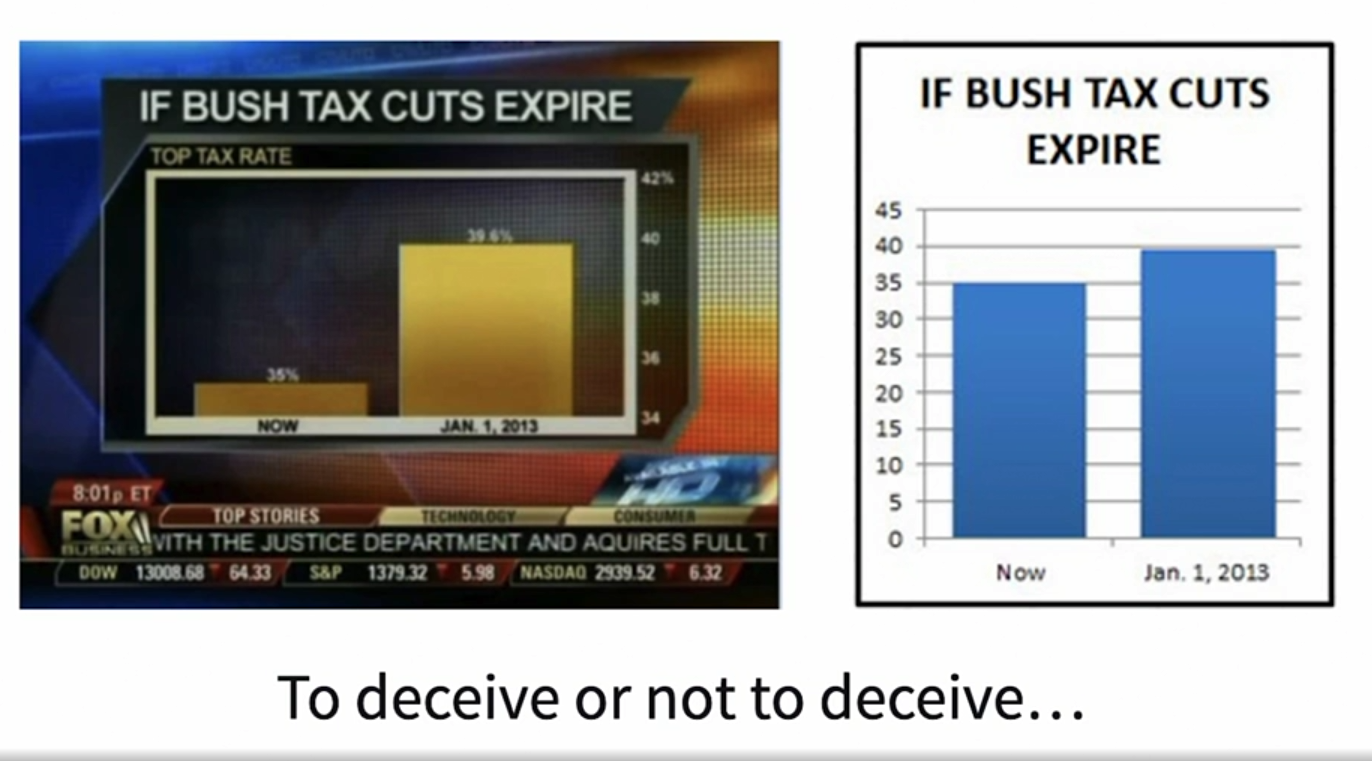 IF BUSH TAX CUTS EXPIRE
TOP TAX RATE
42%
40
38
36
34
39.6%
35%
NOW JAN. 1, 2013
8:01p ET
FOX
BUSINESS
TOP STORIES TECHNOLOGY CONSUMER
WITH THE JUSTICE DEPARTMENT AND AQUIRES FULL T
DOW 13008.68 64.33 S&P 1379.32 5.98 NASDAQ 2939.52 6.32
HD
IF BUSH TAX CUTS
EXPIRE
45
40
35
30
25
20
15
10
5
0
Now Jan. 1, 2013
To deceive or not to deceive…